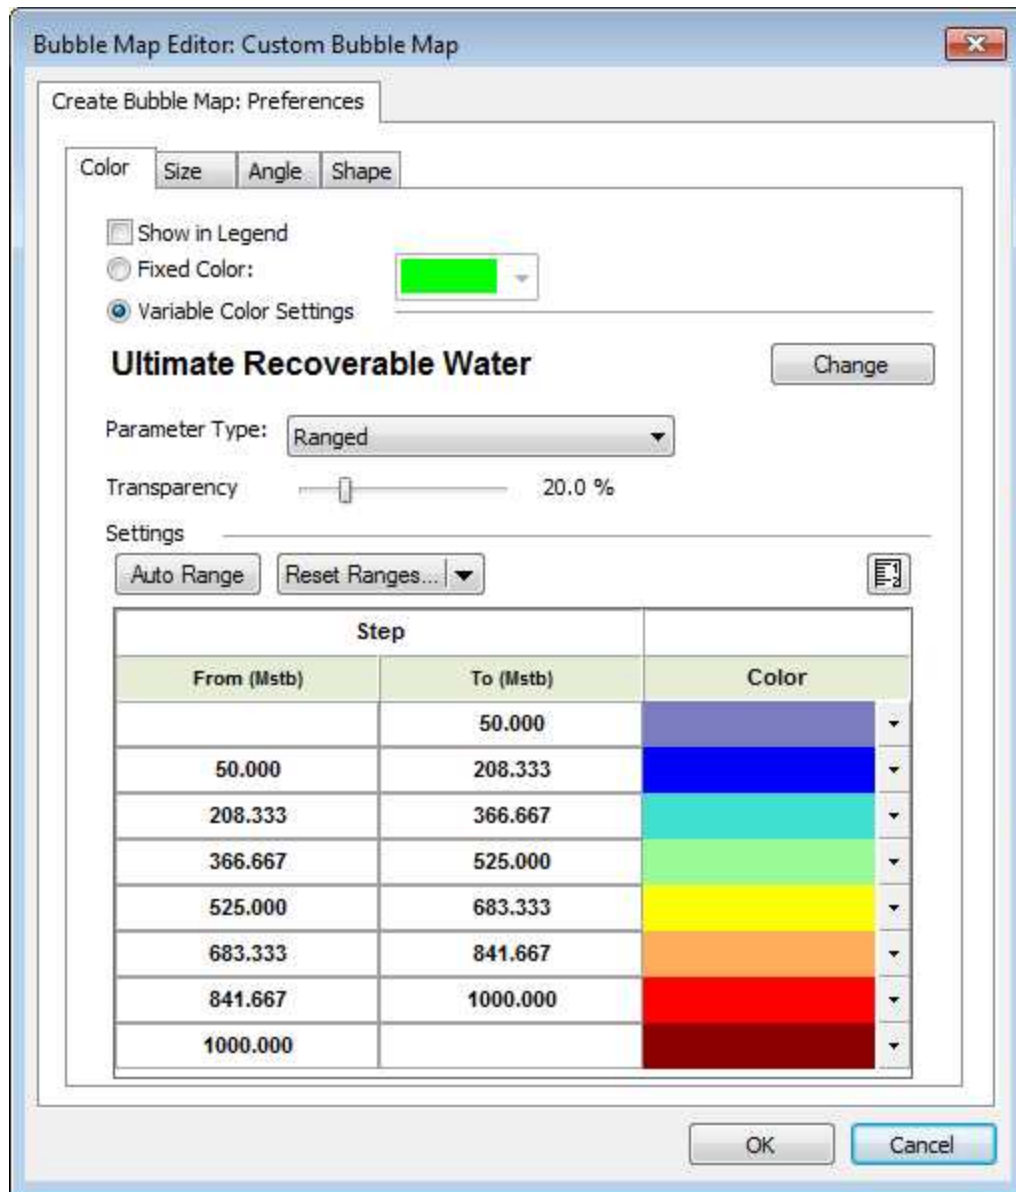 Bubble Map Editor: Custom Bubble Map
Create Bubble Map: Preferences
Color Size Angle Shape
Show in Legend
Fixed Color:
Variable Color Settings
Ultimate Recoverable Water Change
Parameter Type: Ranged
Transparency 20.0 %
Settings
Auto Range Reset Ranges... 1 2
Step
From (Mstb) To (Mstb) Color
50.000
50.000 208.333
208.333 366.667
366.667 525.000
525.000 683.333
683.333 841.667
841.667 1000.000
1000.000
OK Cancel